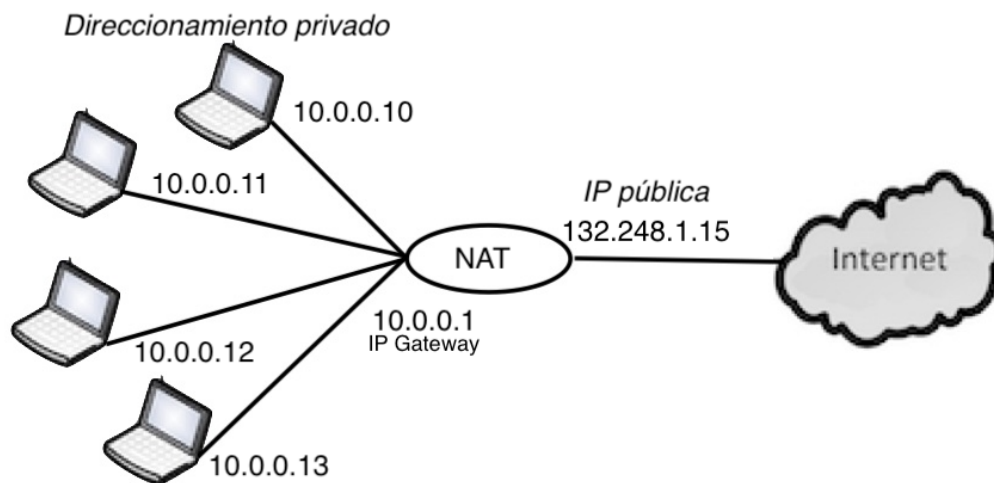 Direccionamiento privado
10.0.0.10
10.0.0.11
IP pública
132.248.1.15
NAT
Internet
10.0.0.1
IP Gateway
10.0.0.12
10.0.0.13